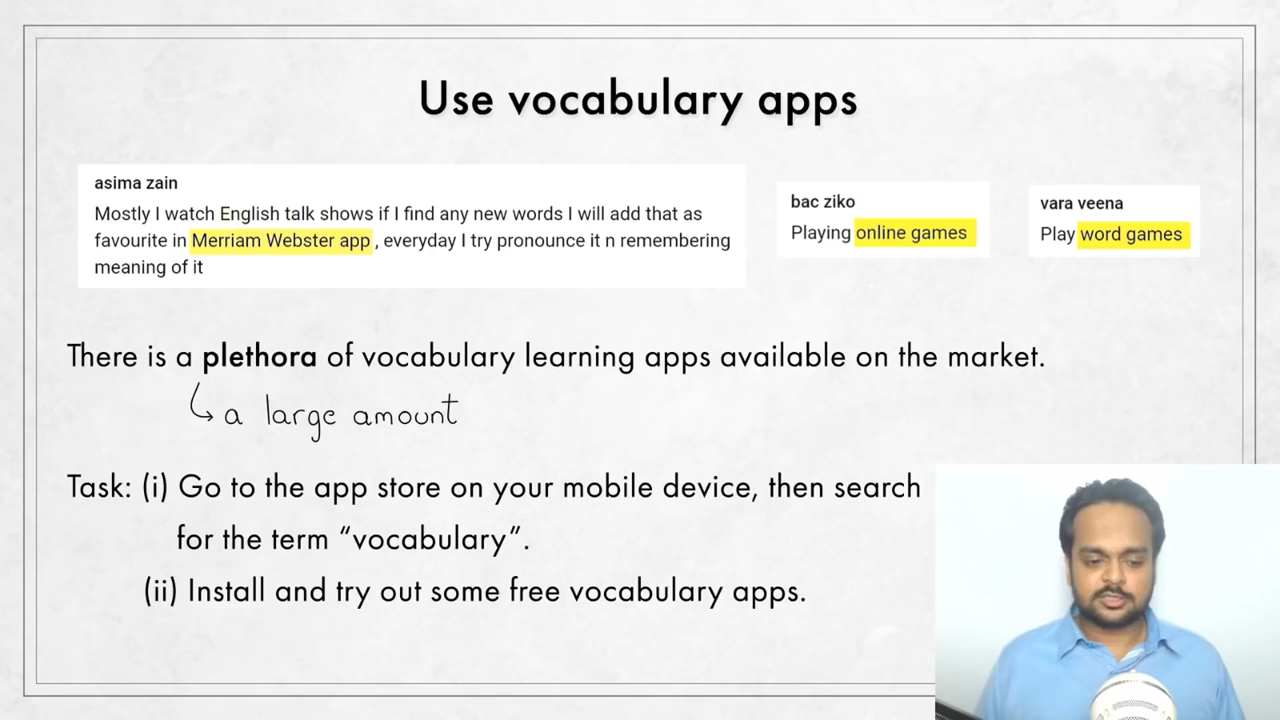 Use vocabulary apps
asima zain
Mostly I watch English talk shows if I find any new words I will add that as
favourite in Merriam Webster app , everyday I try pronounce it n remembering
meaning of it
bac ziko
Playing online games
vara veena
Play word games
There is a plethora of vocabulary learning apps available on the market.
a large amount
Task: (i) Go to the app store on your mobile device, then search
for the term “vocabulary”.
(ii) Install and try out some free vocabulary apps.